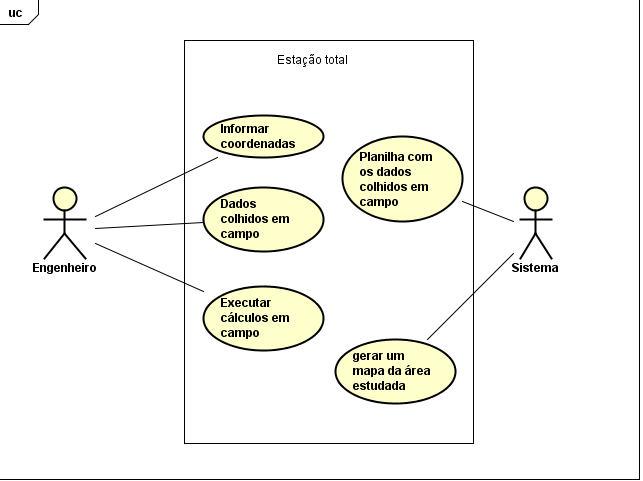 uc
Estação total
Informar
coordenadas
Planilha com
os dados
colhidos em
campo
Dados
colhidos em
campo
Engenheiro
Sistema
Executar
cálculos em
campo
gerar um
mapa da área
estudada